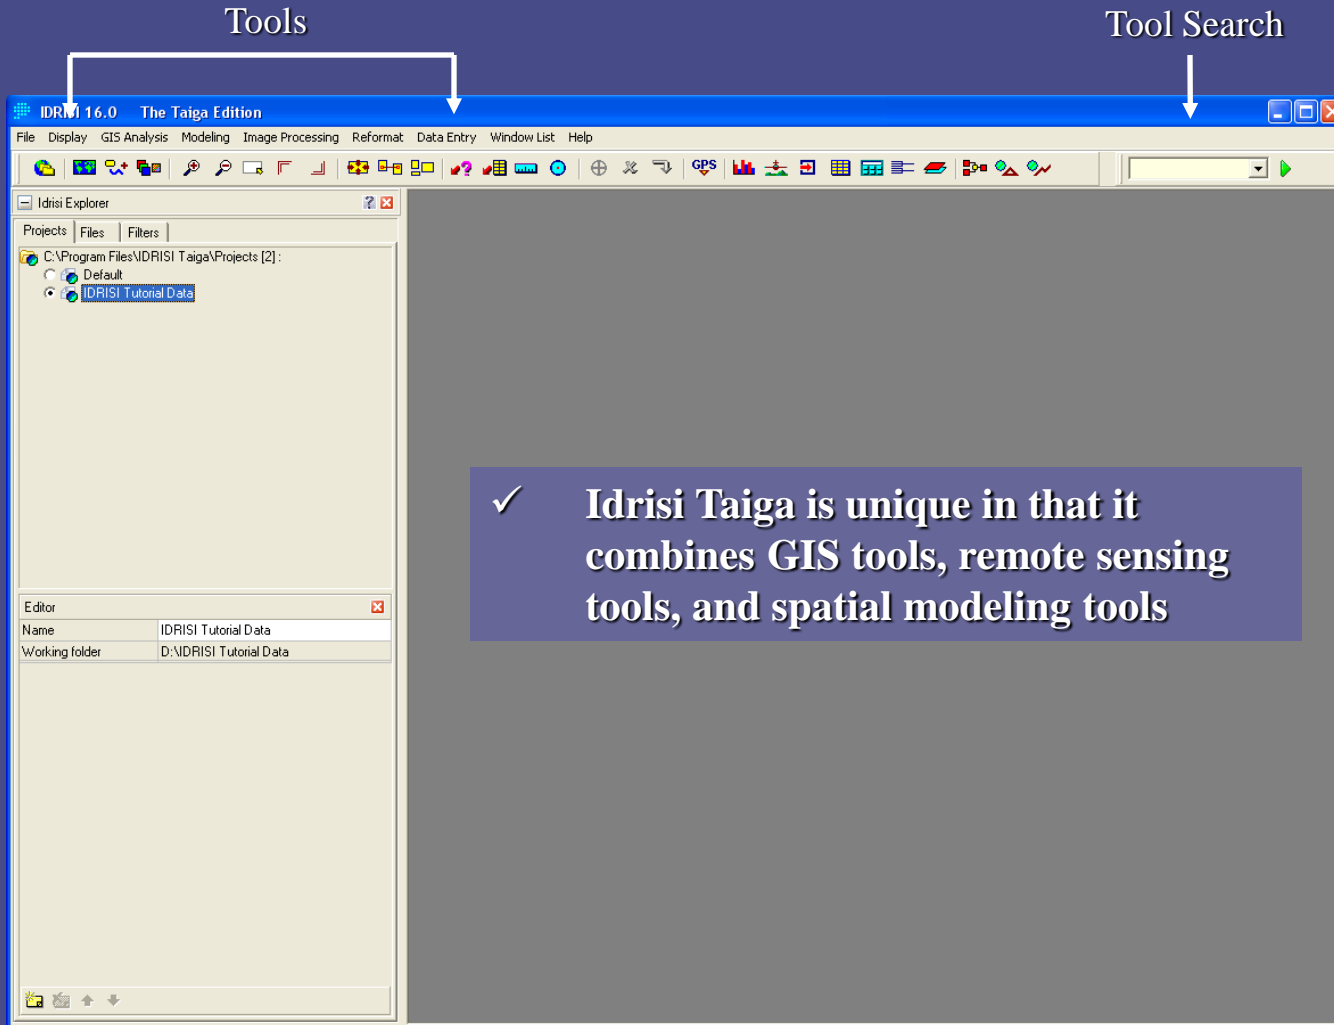 Tools
Tool Search
IDRISI 16.0 The Taiga Edition
File Display GIS Analysis Modeling Image Processing Reformat Data Entry Window List Help
GPS
Idrisi Explorer
Projects Files Filters
C:\Program Files\IDRISI Taiga\Projects [2] :
Default
IDRISI Tutorial Data
✓ Idrisi Taiga is unique in that it
combines GIS tools, remote sensing
tools, and spatial modeling tools
Editor
Name IDRISI Tutorial Data
Working folder D:\IDRISI Tutorial Data